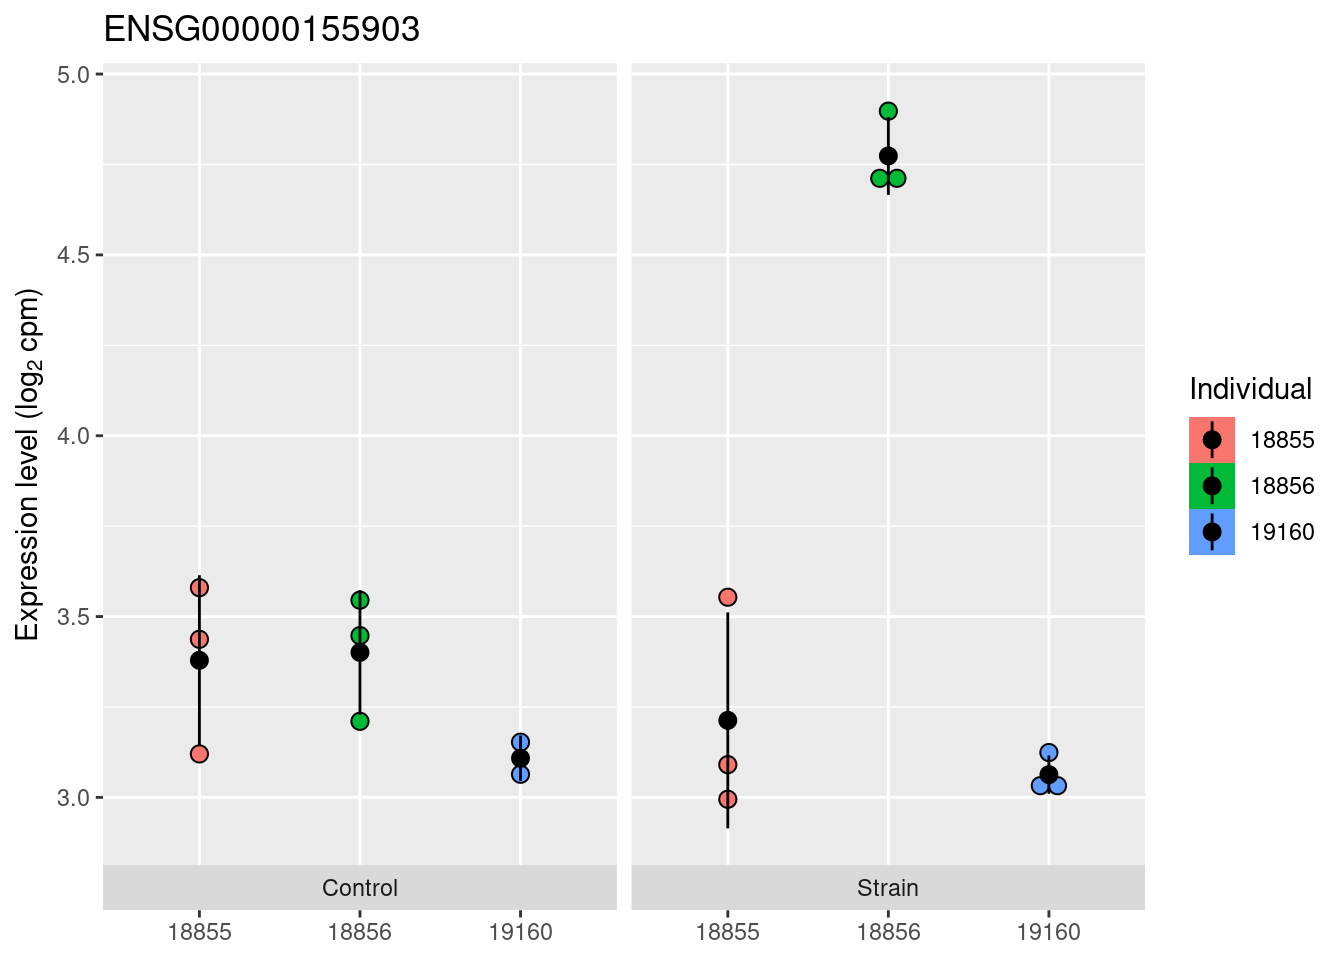 ENSG00000155903
Expression level (log₂ cpm)
5.0
4.5
4.0
3.5
3.0
Control
Strain
18855
18856
19160
18855
18856
19160
Individual
18855
18856
19160